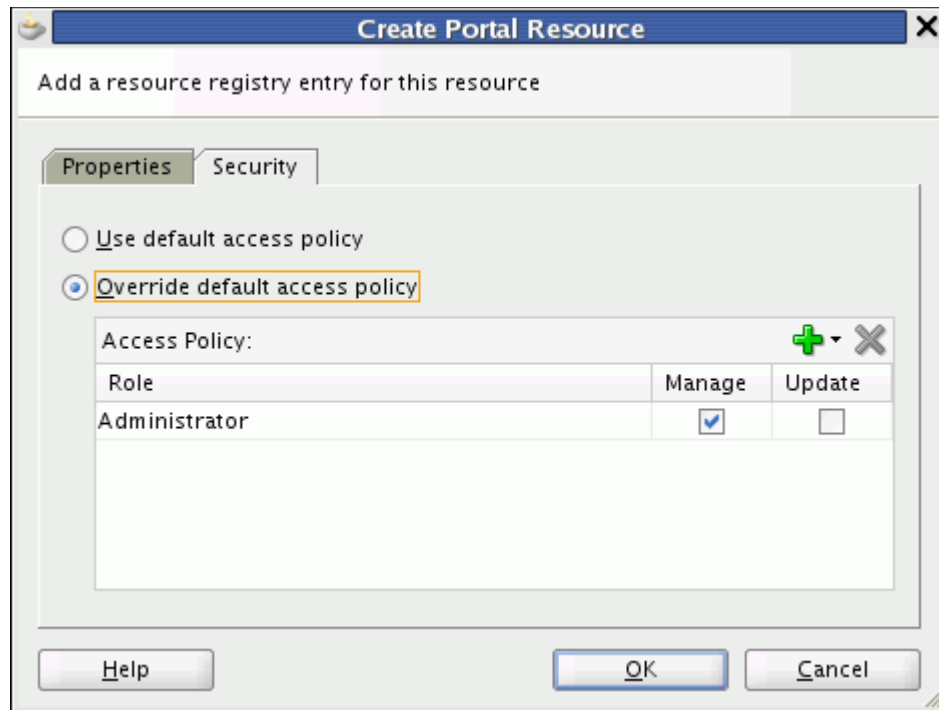 Create Portal Resource
Add a resource registry entry for this resource
Properties Security
Use default access policy
Override default access policy
Access Policy:
Role Manage Update
Administrator
Help OK Cancel